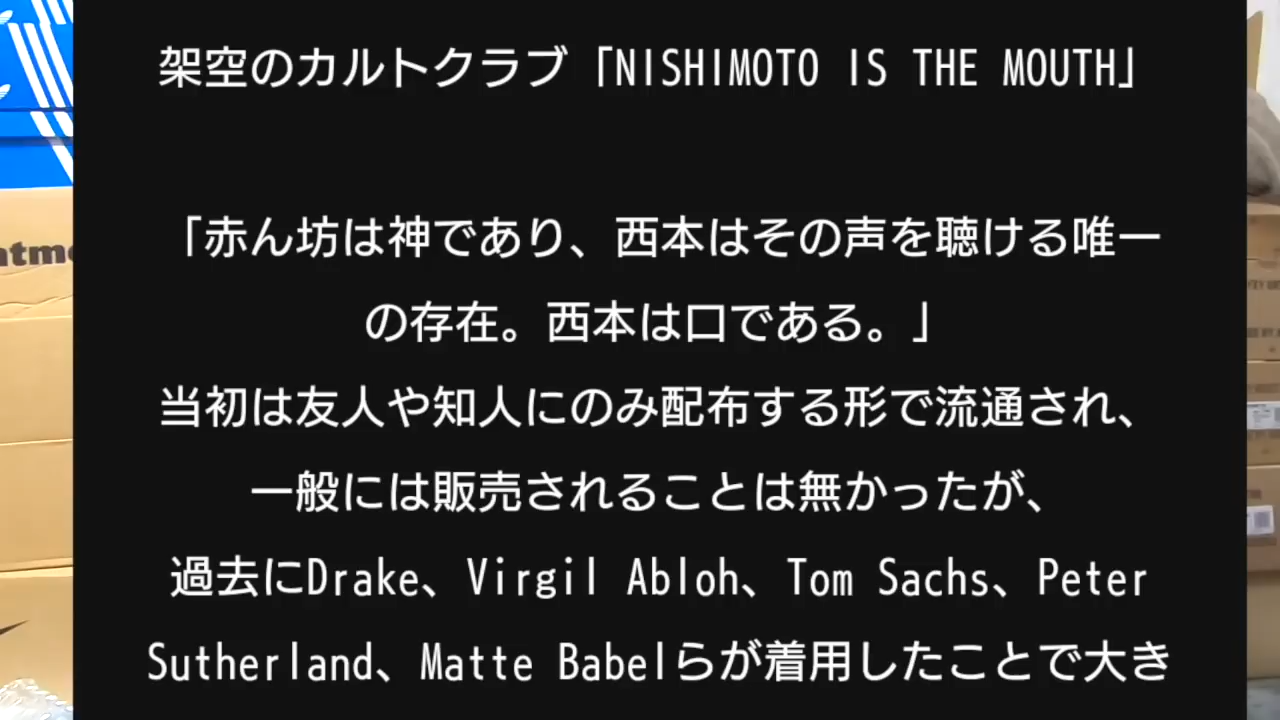 架空のカルトクラブ「NISHIMOTO IS THE MOUTH」
「赤ん坊は神であり、西本はその声を聴ける唯一
の存在。西本は口である。」
当初は友人や知人にのみ配布する形で流通され、
一般には販売されることは無かったが、
過去にDrake、Virgil Abloh、Tom Sachs、Peter
Sutherland、Matte Babelらが着用したことで大き